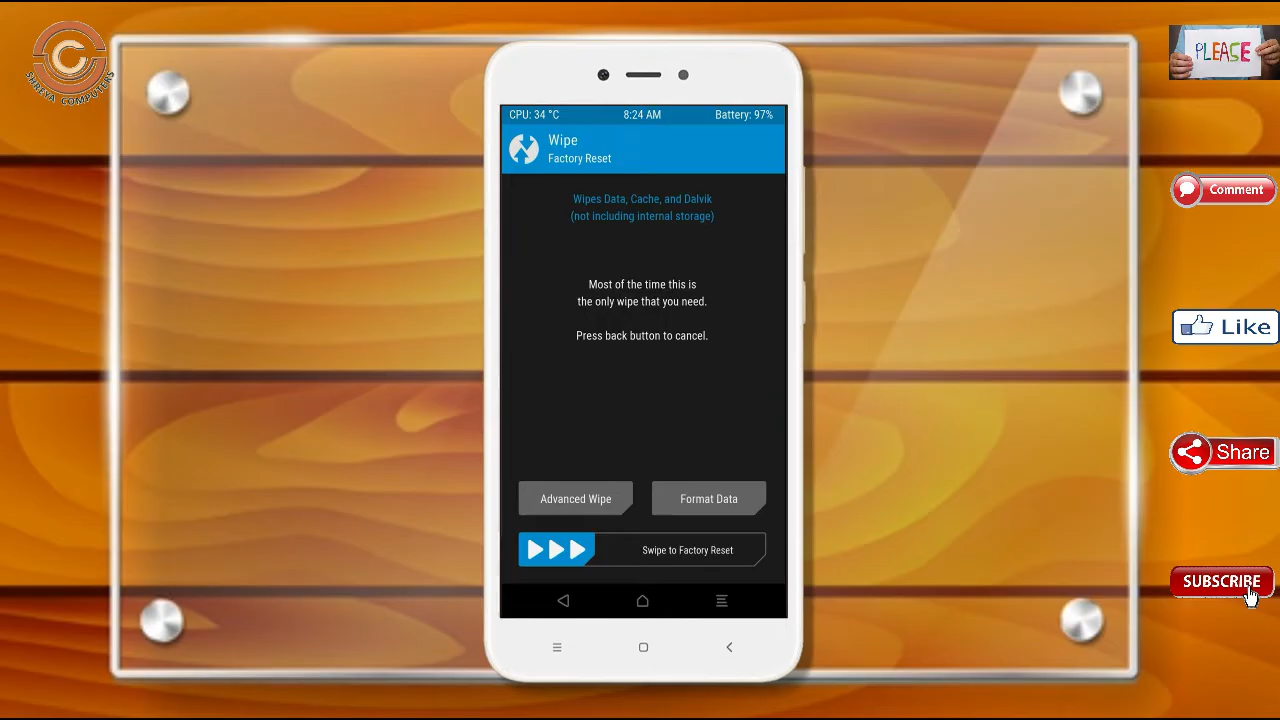 SHREYA COMPUTERS
PLEASE
CPU: 34 °C
8:24 AM
Battery: 97%
Wipe
Factory Reset
Wipes Data, Cache, and Dalvik
(not including internal storage)
Most of the time this is
the only wipe that you need.
Press back button to cancel.
Advanced Wipe
Format Data
Swipe to Factory Reset
Comment
Like
Share
SUBSCRIBE